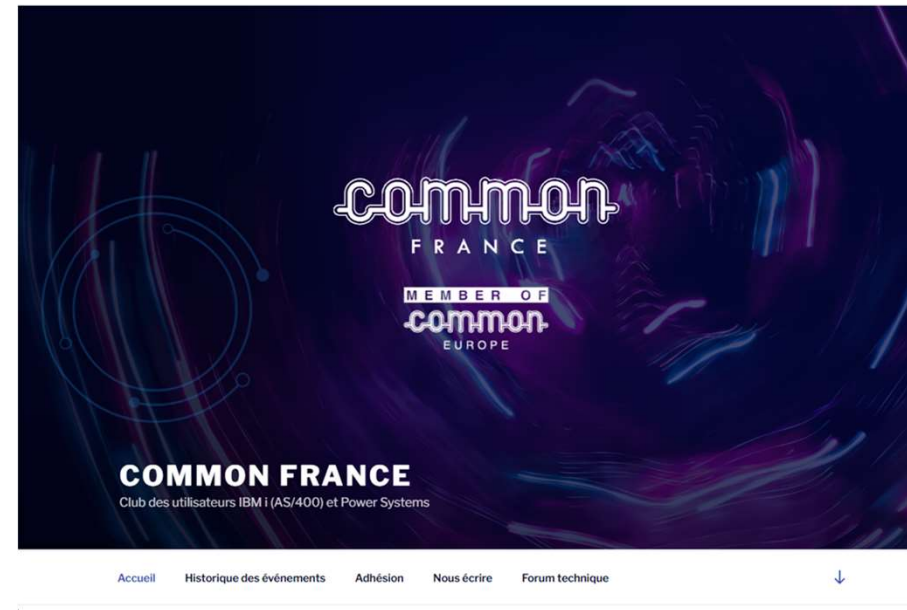 common
FRANCE
MEMBER OF
common
EUROPE
COMMON FRANCE
Club des utilisateurs IBM i (AS/400) et Power Systems
Accueil Historique des événements Adhésion Nous écrire Forum technique